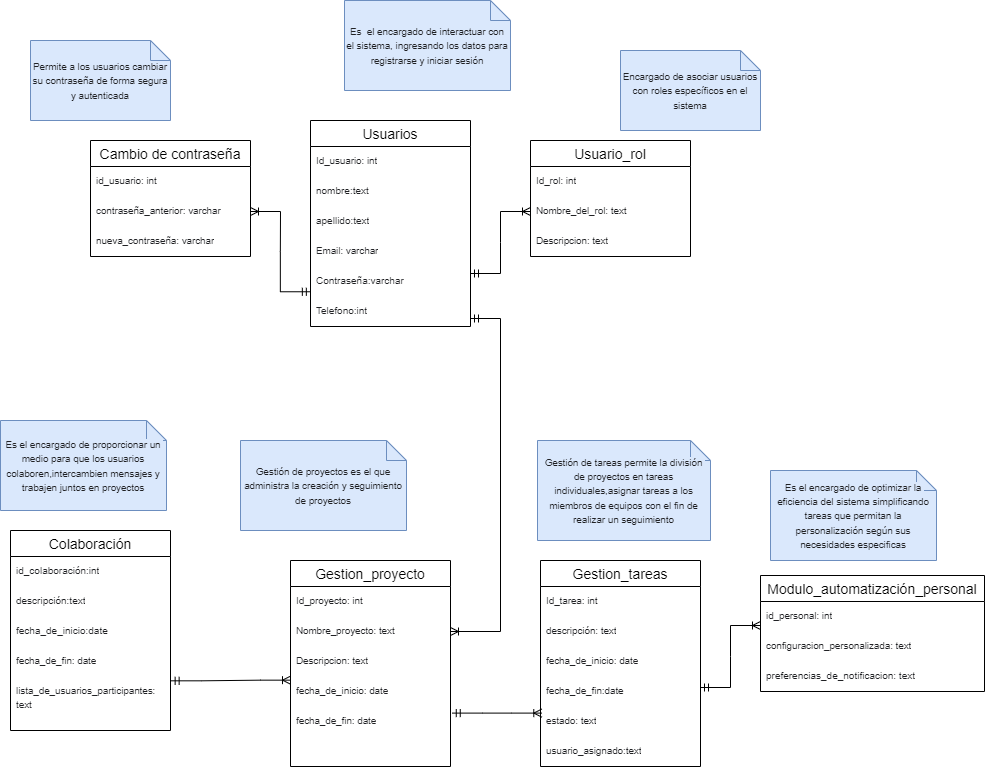 Es  el encargado de interactuar con
el sistema, ingresando los datos para
registrarse y iniciar sesión
Permite a los usuarios cambiar
su contraseña de forma segura
y autenticada
Encargado de asociar usuarios
con roles específicos en el
sistema
Cambio de contraseña
id_usuario: int
contraseña_anterior: varchar
nueva_contraseña: varchar
Usuarios
Id_usuario: int
nombre:text
apellido:text
Email: varchar
Contraseña:varchar
Telefono:int
Usuario_rol
Id_rol: int
Nombre_del_rol: text
Descripcion: text
Es el encargado de proporcionar un
medio para que los usuarios
colaboren,intercambien mensajes y
trabajen juntos en proyectos
Gestión de proyectos es el que
administra la creación y seguimiento
de proyectos
Gestión de tareas permite la división
de proyectos en tareas
individuales,asignar tareas a los
miembros de equipos con el fin de
realizar un seguimiento
Es el encargado de optimizar la
eficiencia del sistema simplificando
tareas que permitan la
personalización según sus
necesidades especificas
Colaboración
id_colaboración:int
descripción:text
fecha_de_inicio:date
fecha_de_fin: date
lista_de_usuarios_participantes:
text
Gestion_proyecto
Id_proyecto: int
Nombre_proyecto: text
Descripcion: text
fecha_de_inicio: date
fecha_de_fin: date
Gestion_tareas
Id_tarea: int
descripción: text
fecha_de_inicio: date
fecha_de_fin:date
estado: text
usuario_asignado:text
Modulo_automatización_personal
id_personal: int
configuracion_personalizada: text
preferencias_de_notificacion: text